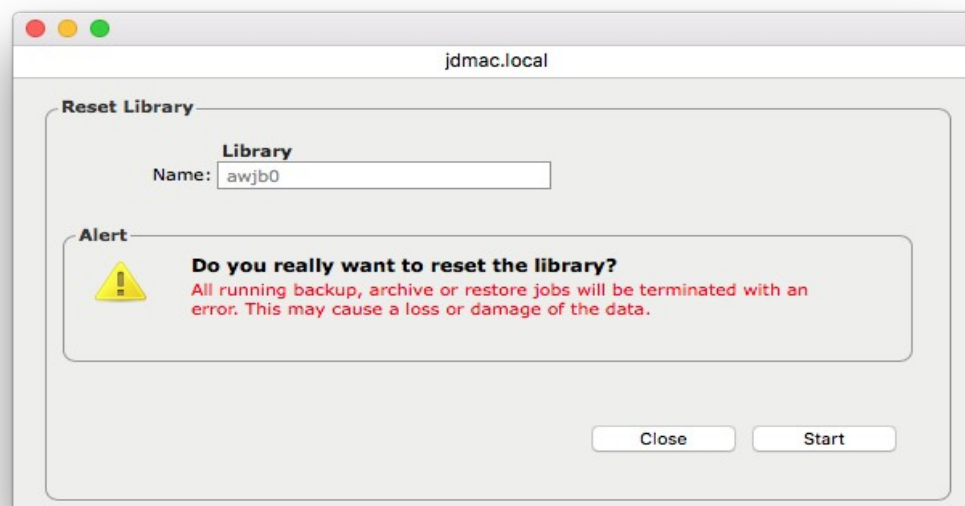 jdmac.local
Reset Library
Library
Name: awjb0
Alert
Do you really want to reset the library?
All running backup, archive or restore jobs will be terminated with an
error. This may cause a loss or damage of the data.
Close Start